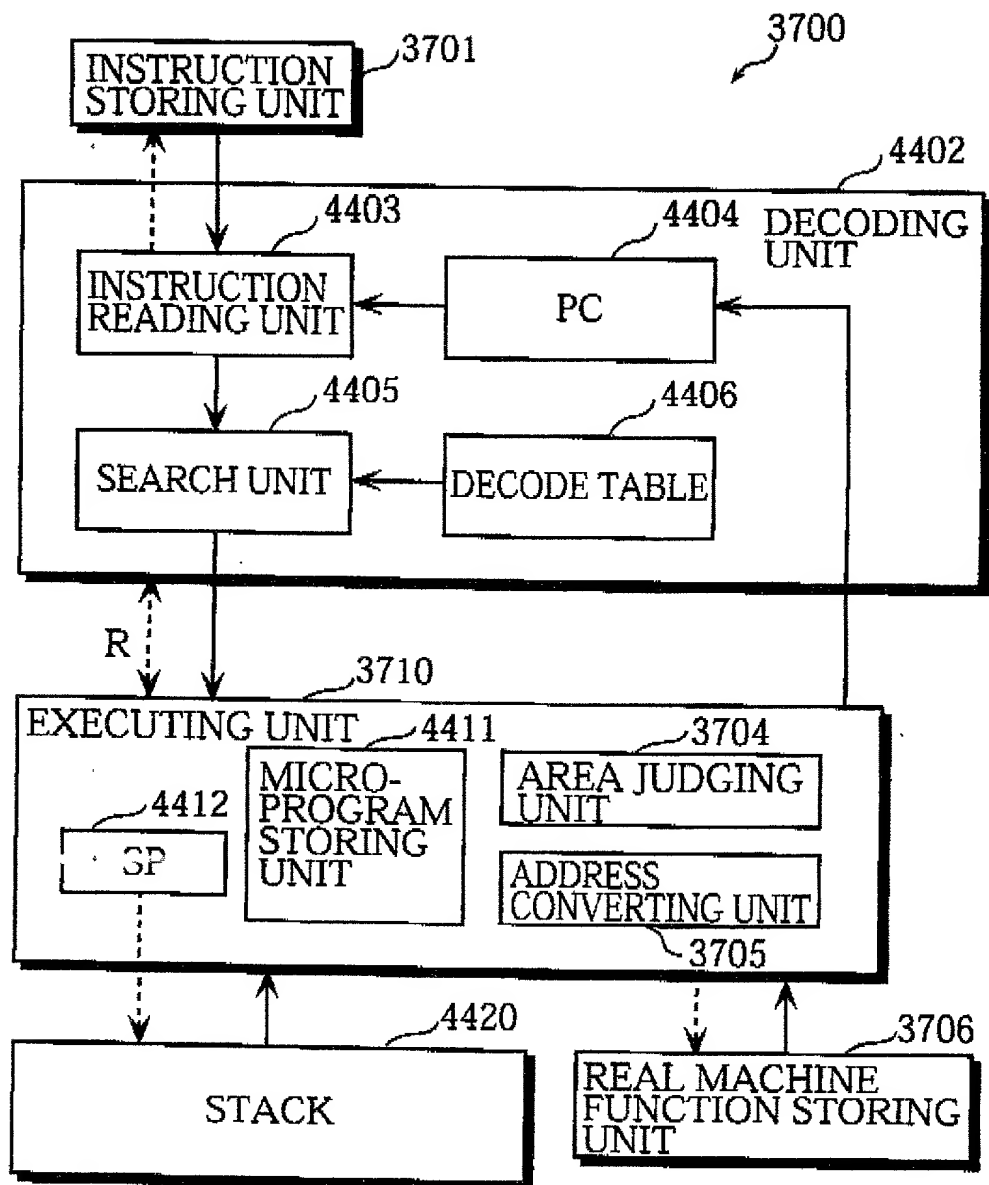 3701
3700
INSTRUCTION
STORING UNIT
4402
4403
4404
DECODING
UNIT
INSTRUCTION
READING UNIT
PC
4405
4406
SEARCH UNIT
DECODE TABLE
R
3710
EXECUTING UNIT
4411
3704
MICRO-
PROGRAM
STORING
UNIT
AREA JUDGING
UNIT
4412
SP
ADDRESS
CONVERTING UNIT
3705
4420
3706
STACK
REAL MACHINE
FUNCTION STORING
UNIT